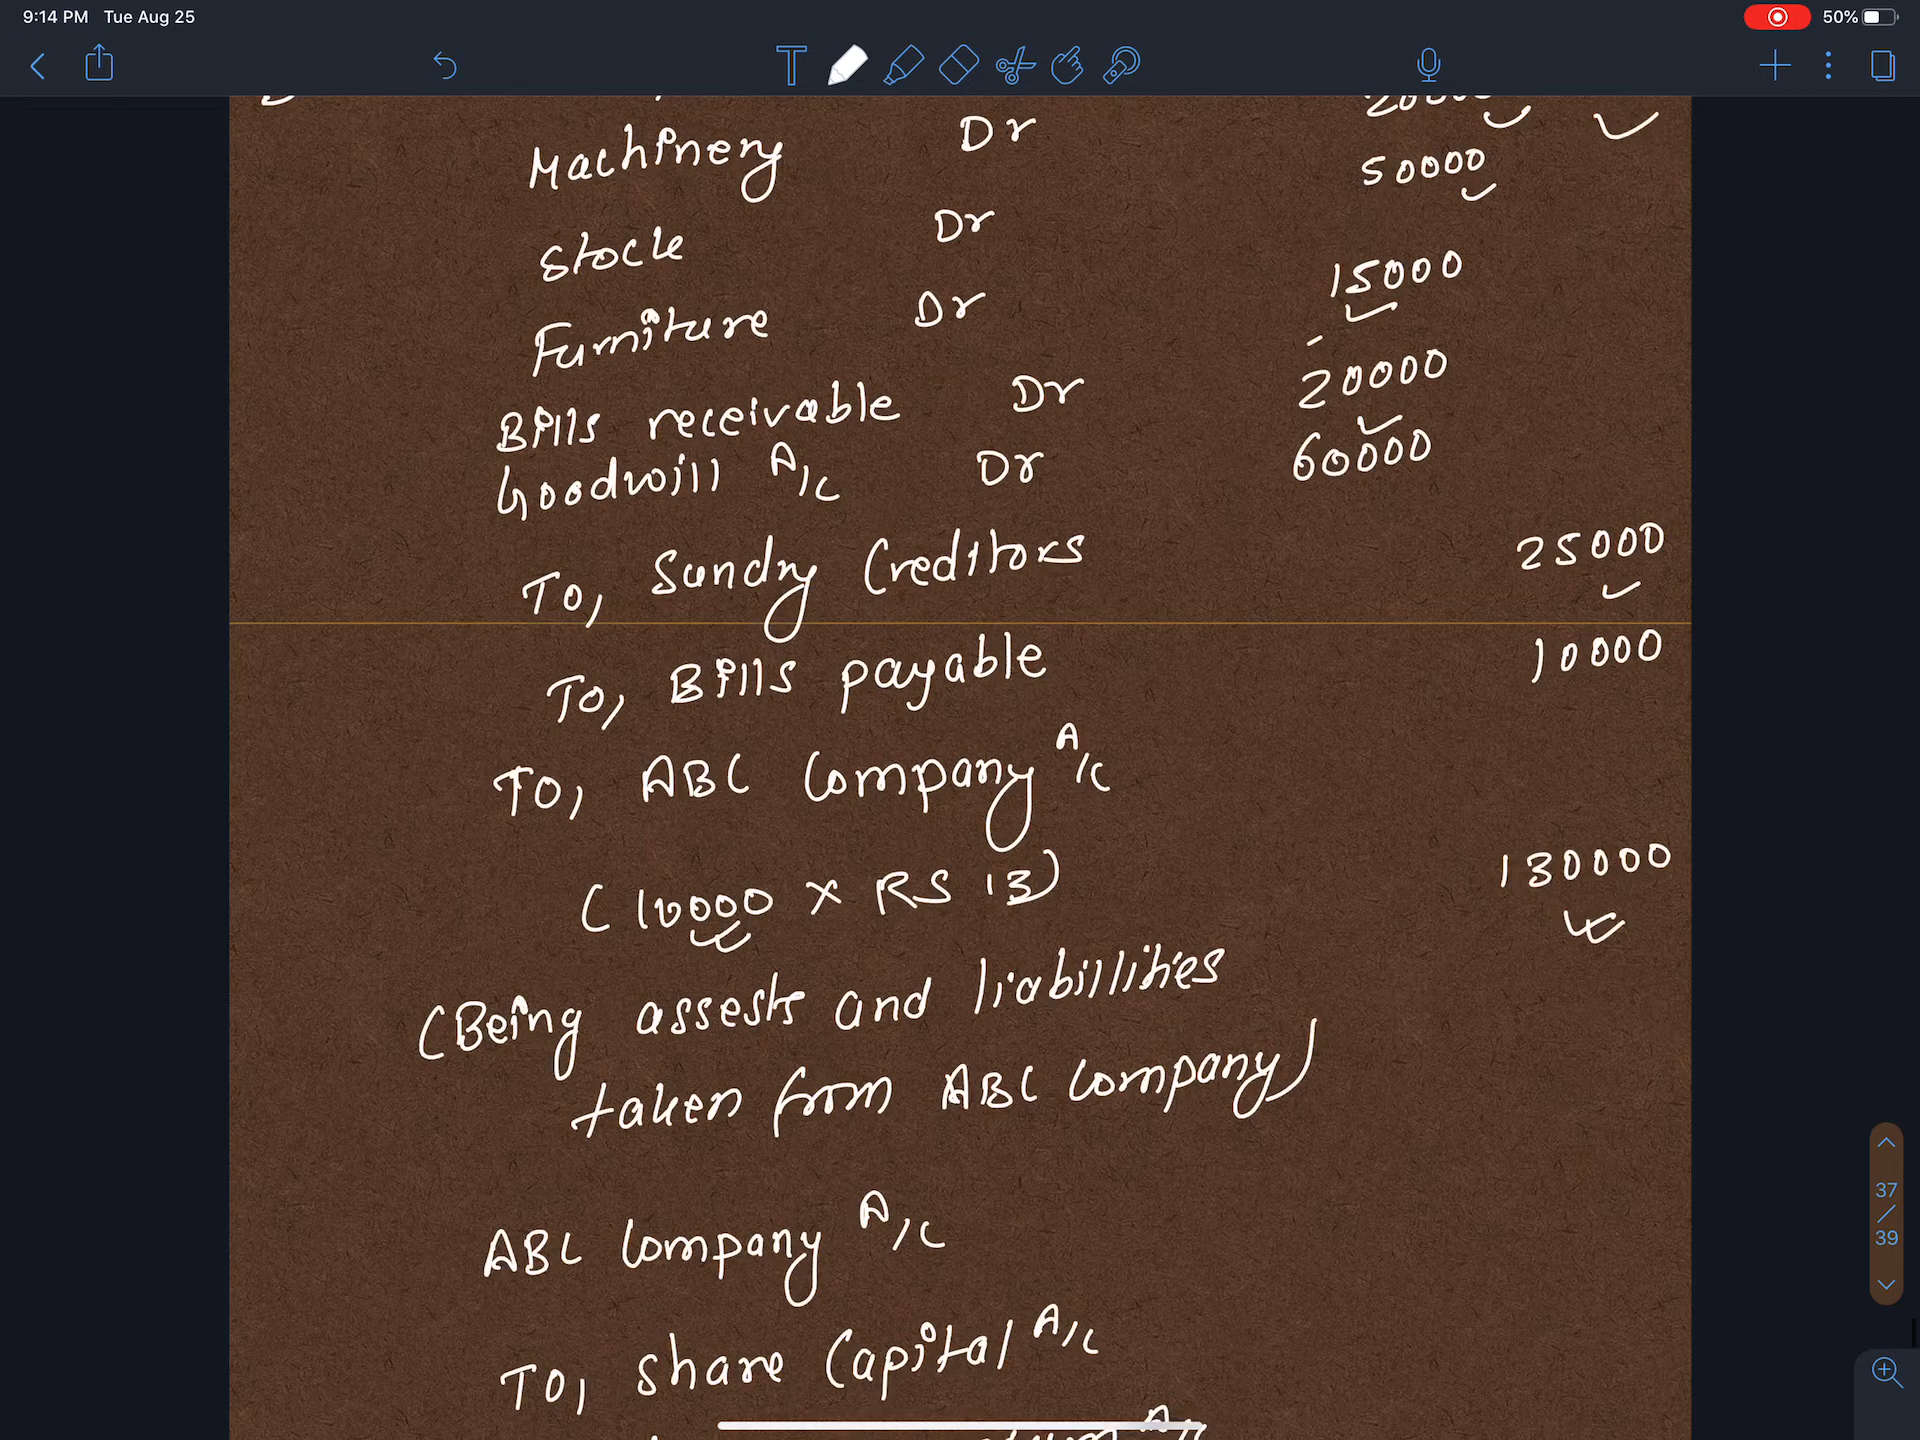 9:14 PM Tue Aug 25
50%
Machinery Dr
50000
Stock Dr
15000
Furniture Dr
20000
Bills receivable Dr
60000
Goodwill A/c Dr
To, Sundry Creditors 25000
To, Bills payable 10000
To, ABC Company A/c
(10000 X RS 13) 130000
(Being assests and liabillities
taken from ABC Company)
ABC Company A/c
To, share Capital A/c
37
/
39